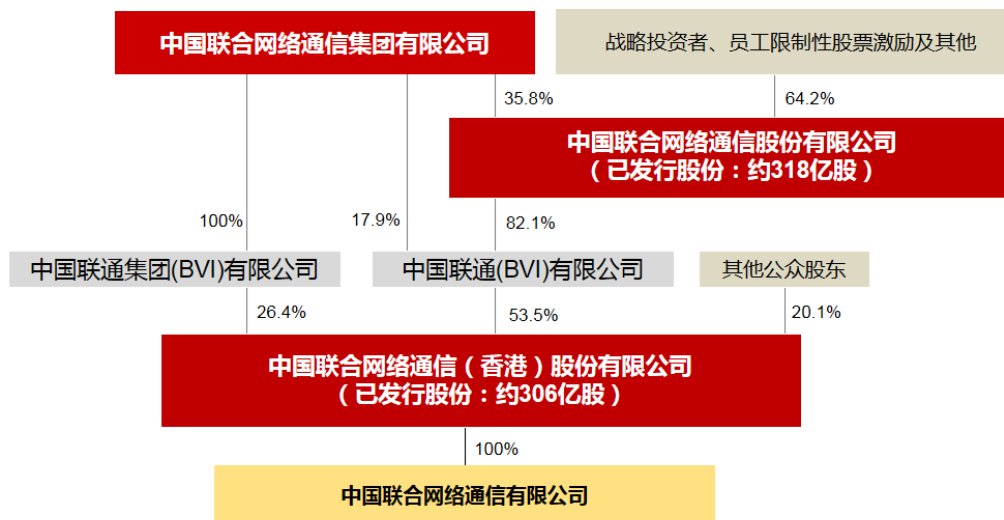 中国联合网络通信集团有限公司
战略投资者、员工限制性股票激励及其他
35.8%
64.2%
中国联合网络通信股份有限公司
（已发行股份：约318亿股）
100%
17.9%
82.1%
中国联通集团(BVI)有限公司
中国联通(BVI)有限公司
其他公众股东
26.4%
53.5%
20.1%
中国联合网络通信（香港）股份有限公司
（已发行股份：约306亿股）
100%
中国联合网络通信有限公司